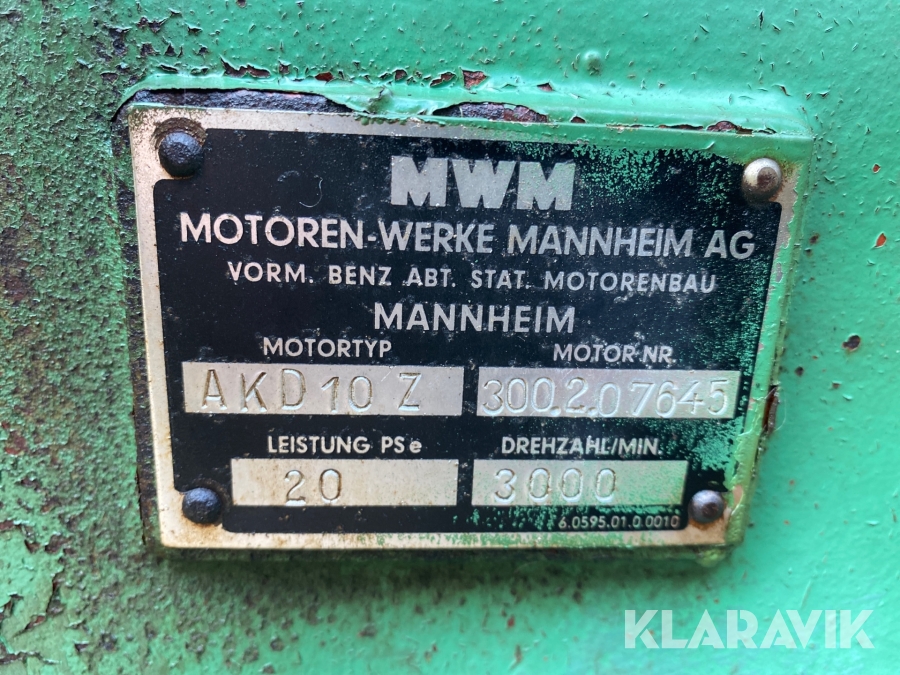 MWM
MOTOREN-WERKE MANNHEIM AG
VORM. BENZ ABT. STAT. MOTORENBAU
MANNHEIM
MOTORTYP MOTOR NR.
AKD 10 Z 300.2.07645
LEISTUNG PSe DREHZAHL/MIN.
20 3000
6.0595.01.0.0010
KLARAVIK